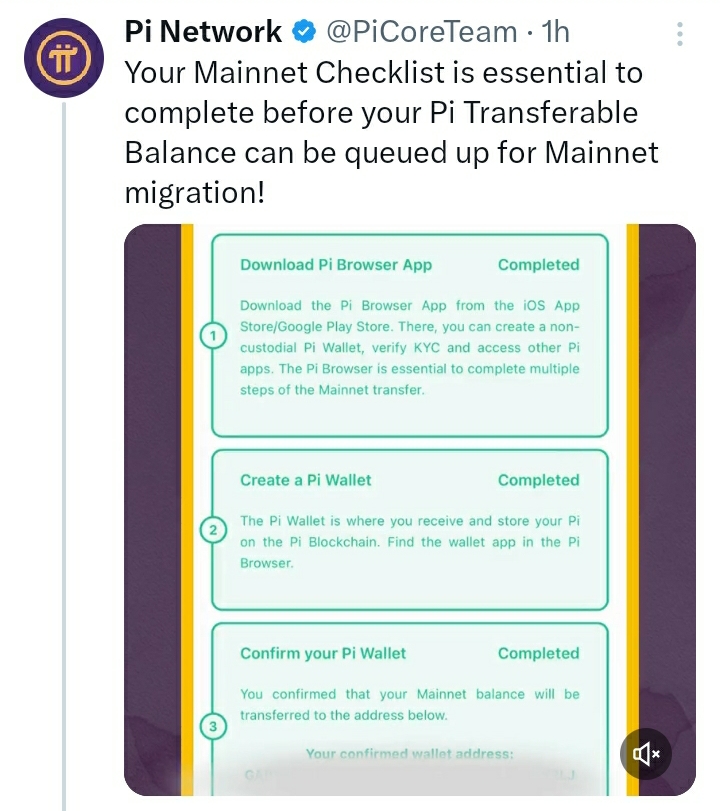 Pi Network @PiCoreTeam · 1h
Your Mainnet Checklist is essential to
complete before your Pi Transferable
Balance can be queued up for Mainnet
migration!
Download Pi Browser App Completed
1
Download the Pi Browser App from the iOS App
Store/Google Play Store. There, you can create a non-
custodial Pi Wallet, verify KYC and access other Pi
apps. The Pi Browser is essential to complete multiple
steps of the Mainnet transfer.
Create a Pi Wallet Completed
2
The Pi Wallet is where you receive and store your Pi
on the Pi Blockchain. Find the wallet app in the Pi
Browser.
Confirm your Pi Wallet Completed
3
You confirmed that your Mainnet balance will be
transferred to the address below.
Your confirmed wallet address: